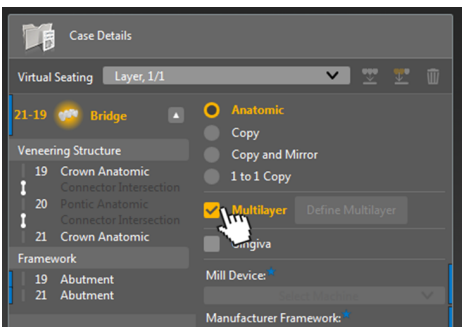 Case Details
Virtual Seating Layer, 1/1
21-19 Bridge
Veneering Structure
19 Crown Anatomic
Connector Intersection
20 Pontic Anatomic
Connector Intersection
21 Crown Anatomic
Framework
19 Abutment
21 Abutment
Anatomic
Copy
Copy and Mirror
1 to 1 Copy
Multilayer Define Multilayer
Gingiva
Mill Device:*
Select Machine
Manufacturer Framework:*